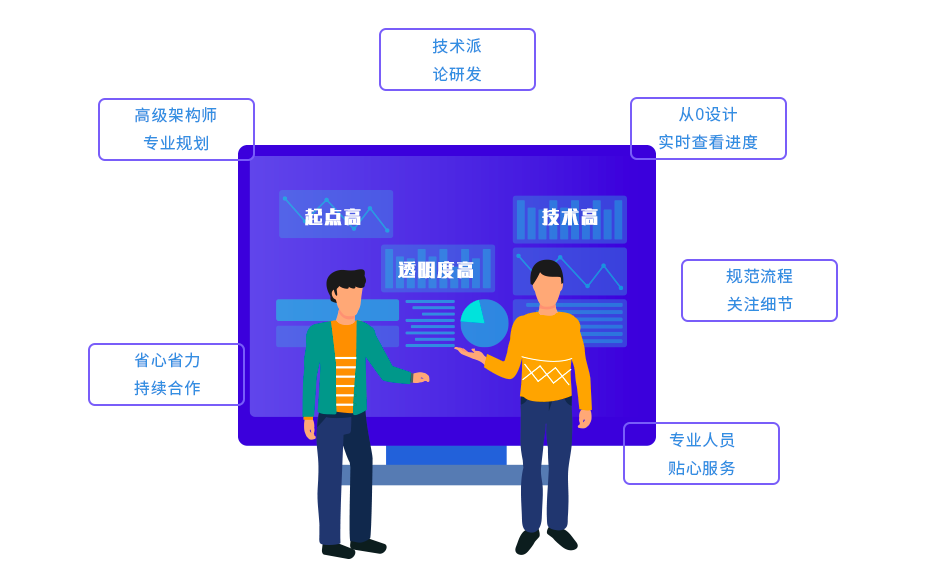 技术派
论研发
高级架构师
专业规划
从0设计
实时查看进度
起点高
技术高
透明度高
规范流程
关注细节
省心省力
持续合作
专业人员
贴心服务